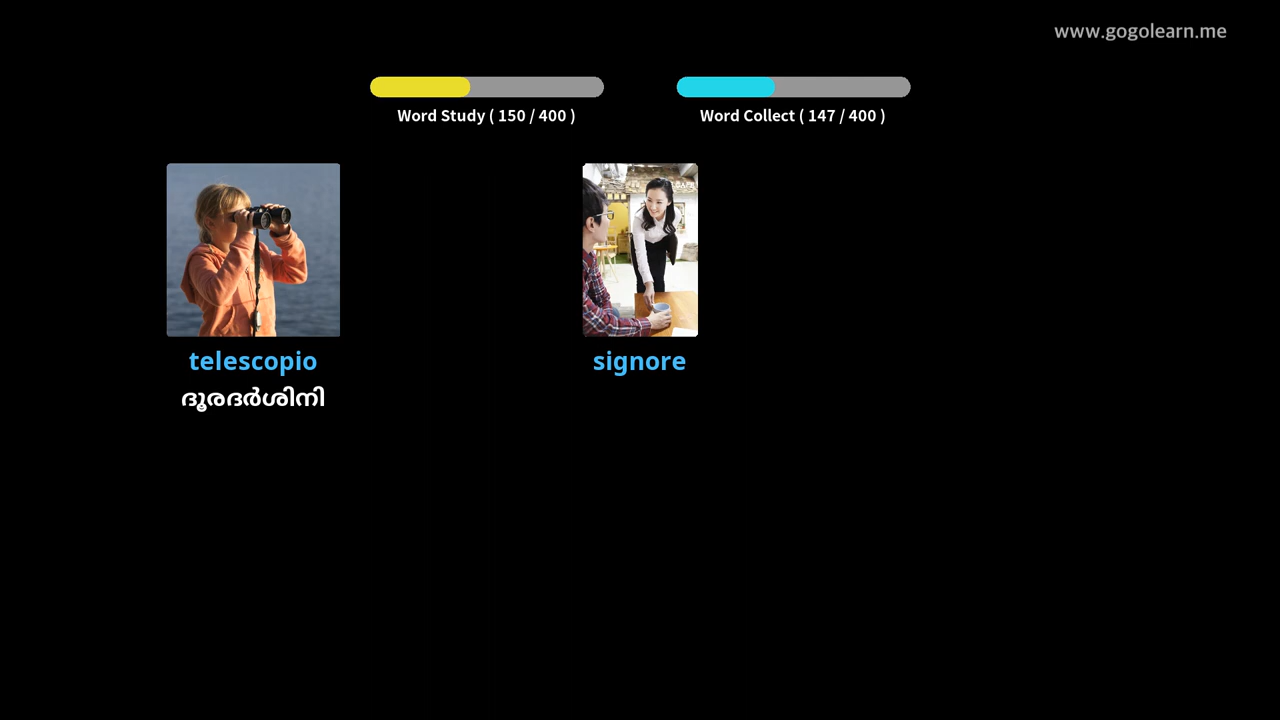 www.gogolearn.me
Word Study ( 150 / 400 )
Word Collect ( 147 / 400 )
telescopio
ദൂരദർശിനി
signore